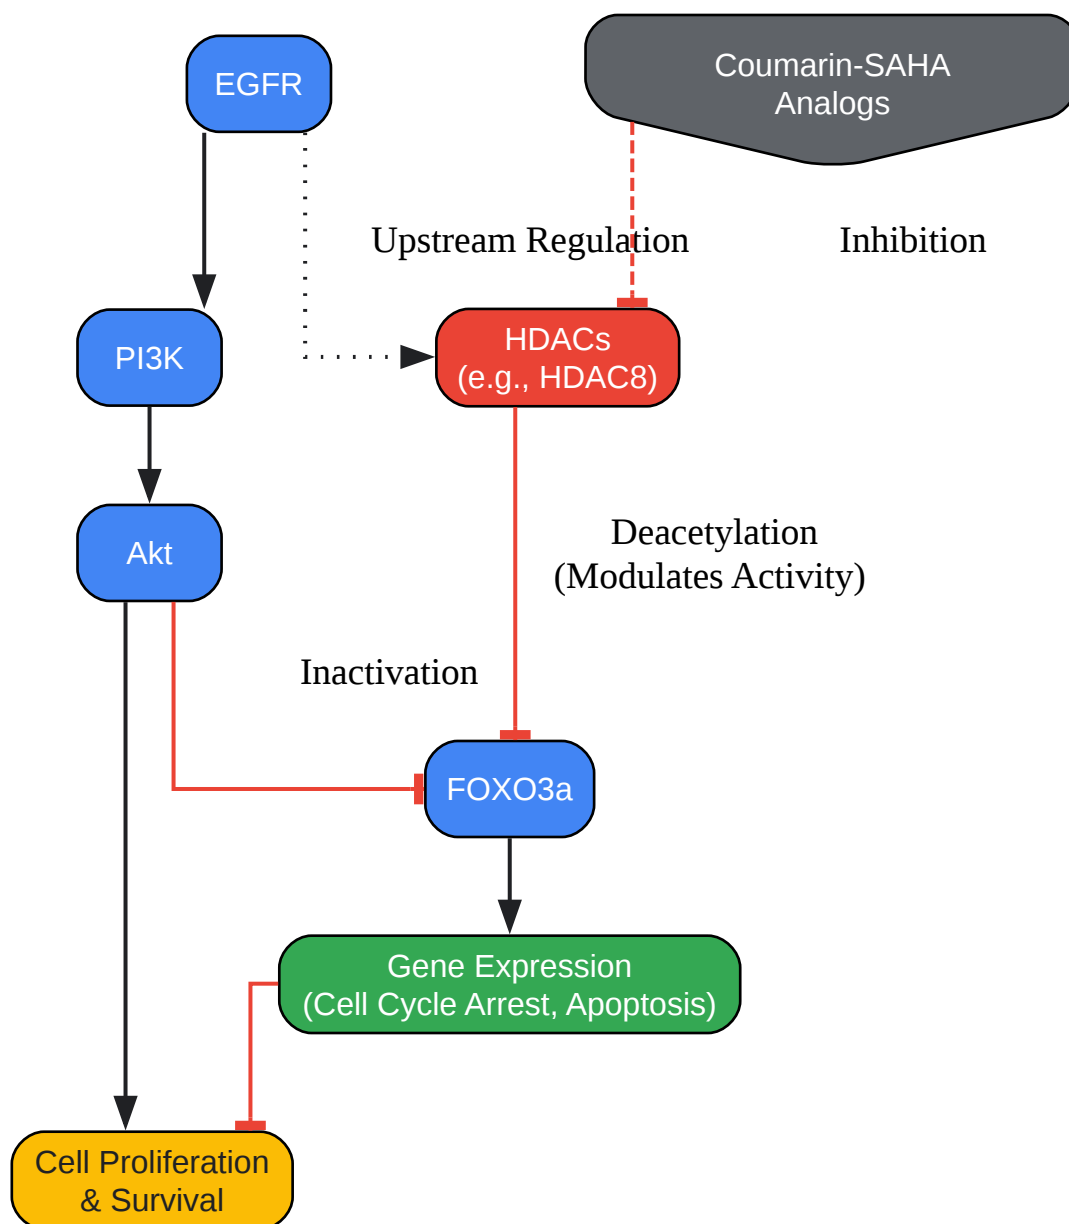 EGFR
Coumarin-SAHA
Analogs
Upstream Regulation
Inhibition
PI3K
HDACs
(e.g., HDAC8)
Akt
Deacetylation
(Modulates Activity)
Inactivation
FOXO3a
Gene Expression
(Cell Cycle Arrest, Apoptosis)
Cell Proliferation
& Survival